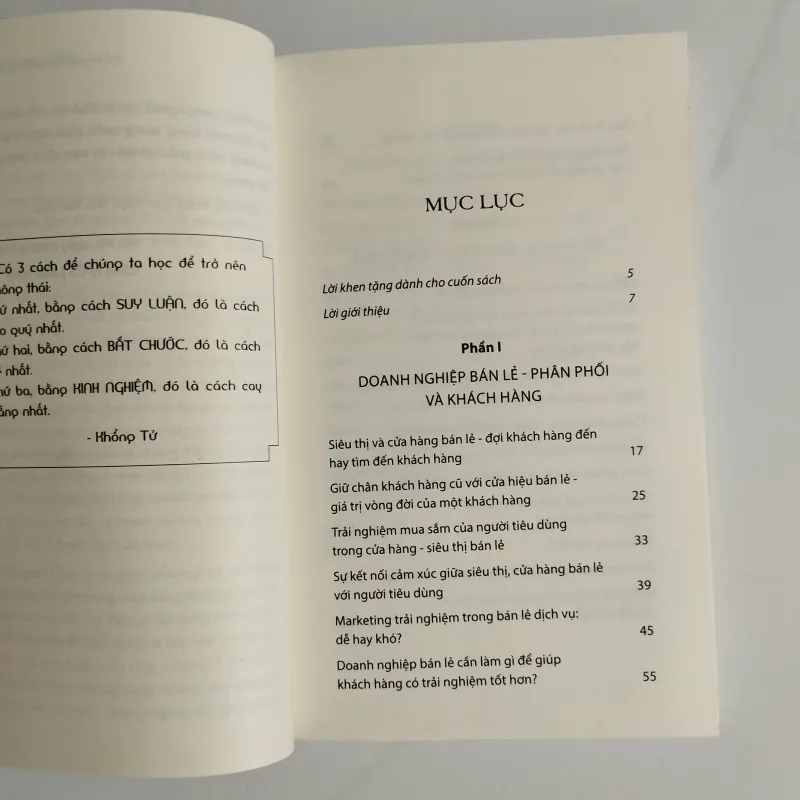 Có 3 cách để chúng ta học để trở nên
thông thái:
ứ nhất, bằng cách SUY LUẬN, đó là cách
o quý nhất.
ứ hai, bằng cách BẮT CHƯỚC, đó là cách
nhất.
ứ ba, bằng KINH NGHIỆM, đó là cách cay
ắng nhất.
- Khổng Tử
MỤC LỤC
Lời khen tặng dành cho cuốn sách 5
Lời giới thiệu 7
Phần I
DOANH NGHIỆP BÁN LẺ - PHÂN PHỐI
VÀ KHÁCH HÀNG
Siêu thị và cửa hàng bán lẻ - đợi khách hàng đến
hay tìm đến khách hàng 17
Giữ chân khách hàng cũ với cửa hiệu bán lẻ -
giá trị vòng đời của một khách hàng 25
Trải nghiệm mua sắm của người tiêu dùng
trong cửa hàng - siêu thị bán lẻ 33
Sự kết nối cảm xúc giữa siêu thị, cửa hàng bán lẻ
với người tiêu dùng 39
Marketing trải nghiệm trong bán lẻ dịch vụ:
dễ hay khó? 45
Doanh nghiệp bán lẻ cần làm gì để giúp
khách hàng có trải nghiệm tốt hơn? 55